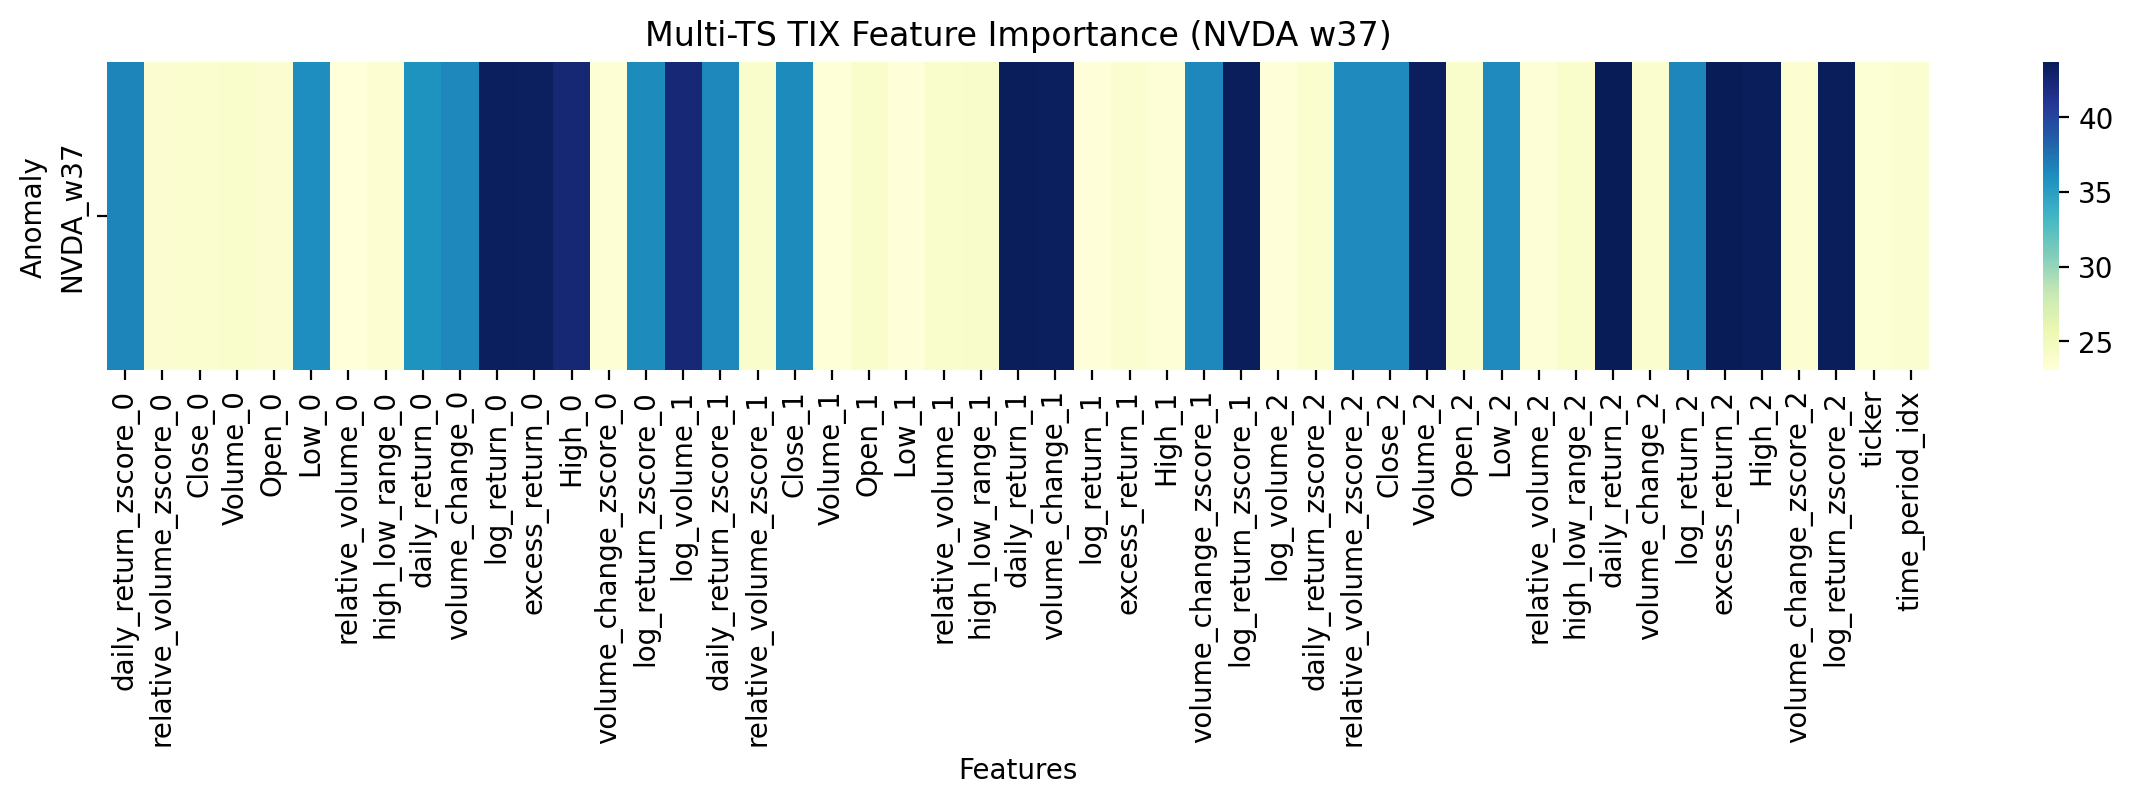 Multi-TS TIX Feature Importance (NVDA w37)
Anomaly
NVDA_w37
40
35
30
25
daily_return_zscore_0
relative_volume_zscore_0
Close_0
Volume_0
Open_0
Low_0
relative_volume_0
high_low_range_0
daily_return_0
volume_change_0
log_return_0
excess_return_0
High_0
volume_change_zscore_0
log_return_zscore_0
log_volume_1
daily_return_zscore_1
relative_volume_zscore_1
Close_1
Volume_1
Open_1
Low_1
relative_volume_1
high_low_range_1
daily_return_1
volume_change_1
log_return_1
excess_return_1
High_1
volume_change_zscore_1
log_return_zscore_1
log_volume_2
daily_return_zscore_2
relative_volume_zscore_2
Close_2
Volume_2
Open_2
Low_2
relative_volume_2
high_low_range_2
daily_return_2
volume_change_2
log_return_2
excess_return_2
High_2
volume_change_zscore_2
log_return_zscore_2
ticker
time_period_idx
Features